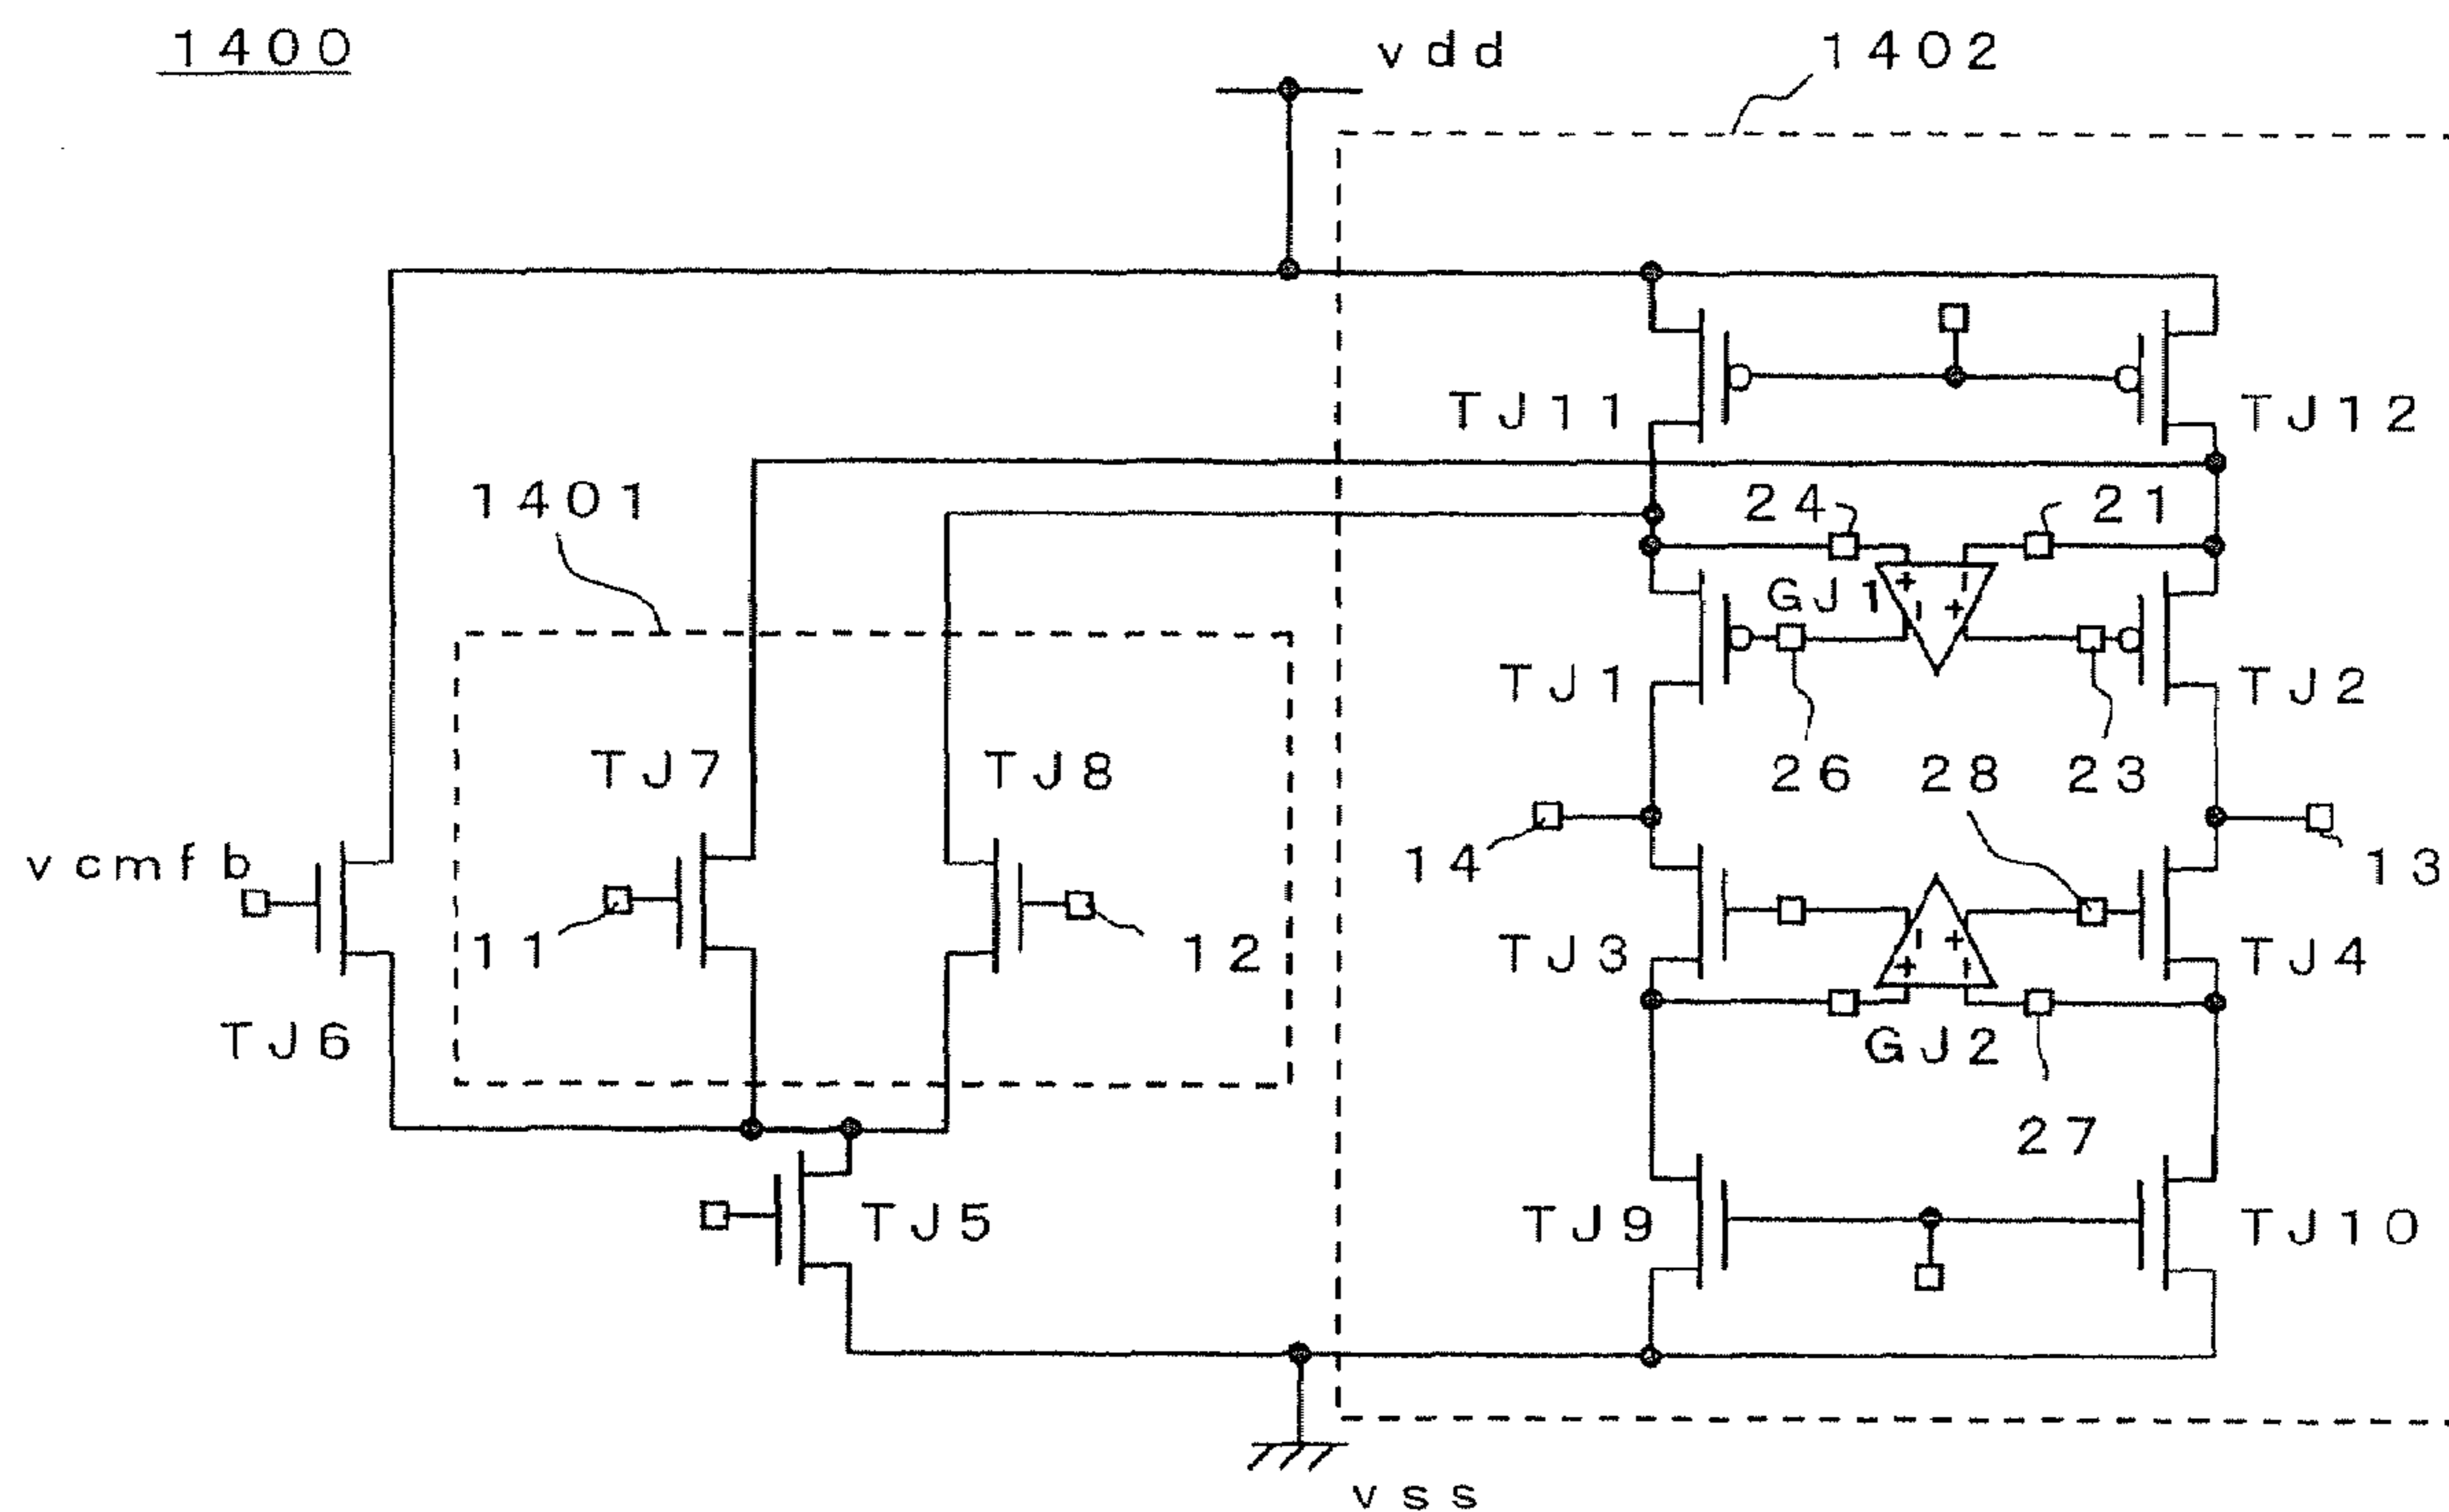 1400
vdd
1402
TJ11
TJ12
1401
24
21
GJ1
+ -
- +
TJ1
TJ2
TJ7
TJ8
26
28
23
vcmfb
14
13
11
12
TJ3
TJ4
- +
+ -
TJ6
GJ2
27
TJ5
TJ9
TJ10
vss